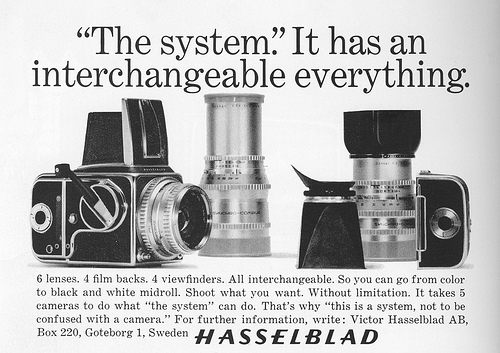 “The system.” It has an
interchangeable everything.
6 lenses. 4 film backs. 4 viewfinders. All interchangeable. So you can go from color
to black and white midroll. Shoot what you want. Without limitation. It takes 5
cameras to do what “the system” can do. That’s why “this is a system, not to be
confused with a camera.” For further information, write: Victor Hasselblad AB,
Box 220, Goteborg 1, Sweden HASSELBLAD